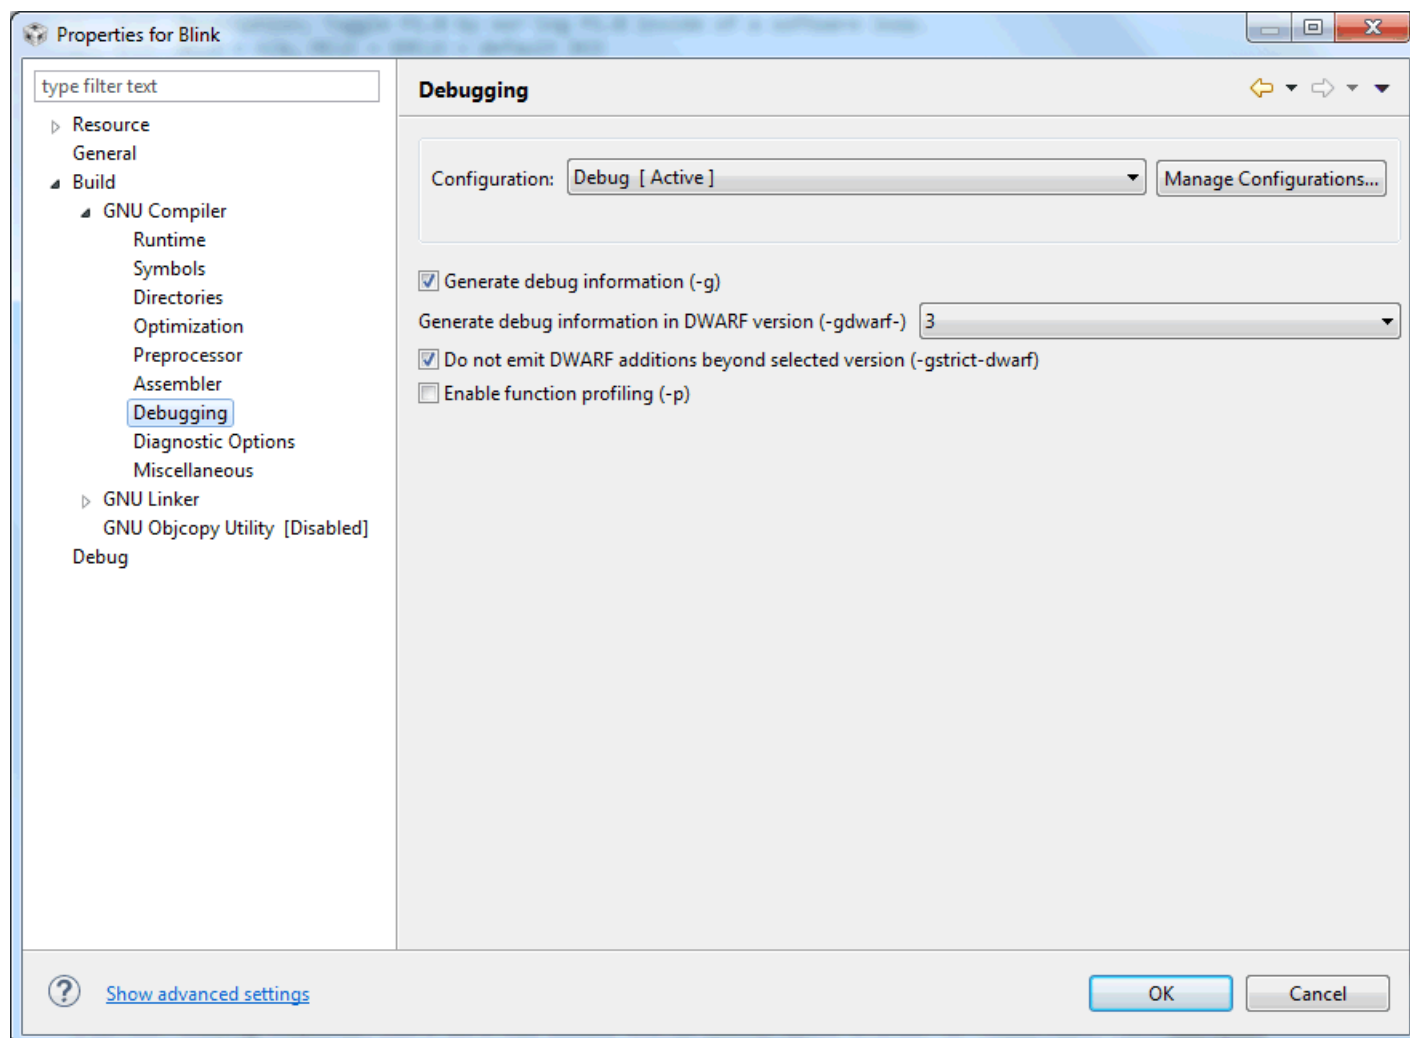 Properties for Blink
type filter text
Resource
General
Build
GNU Compiler
Runtime
Symbols
Directories
Optimization
Preprocessor
Assembler
Debugging
Diagnostic Options
Miscellaneous
GNU Linker
GNU Objcopy Utility [Disabled]
Debug
Debugging
Configuration: Debug [ Active ] Manage Configurations...
Generate debug information (-g)
Generate debug information in DWARF version (-gdwarf-) 3
Do not emit DWARF additions beyond selected version (-gstrict-dwarf)
Enable function profiling (-p)
Show advanced settings
OK Cancel